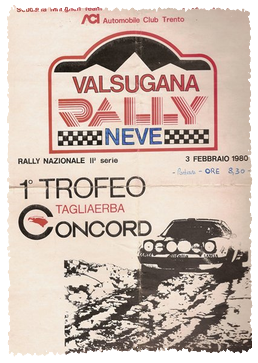 ACI Automobile Club Trento
VALSUGANA
RALLY
NEVE
RALLY NAZIONALE IIª serie
3 FEBBRAIO 1980
ORE 8,30 -
1° TROFEO
TAGLIAERBA
CONCORD